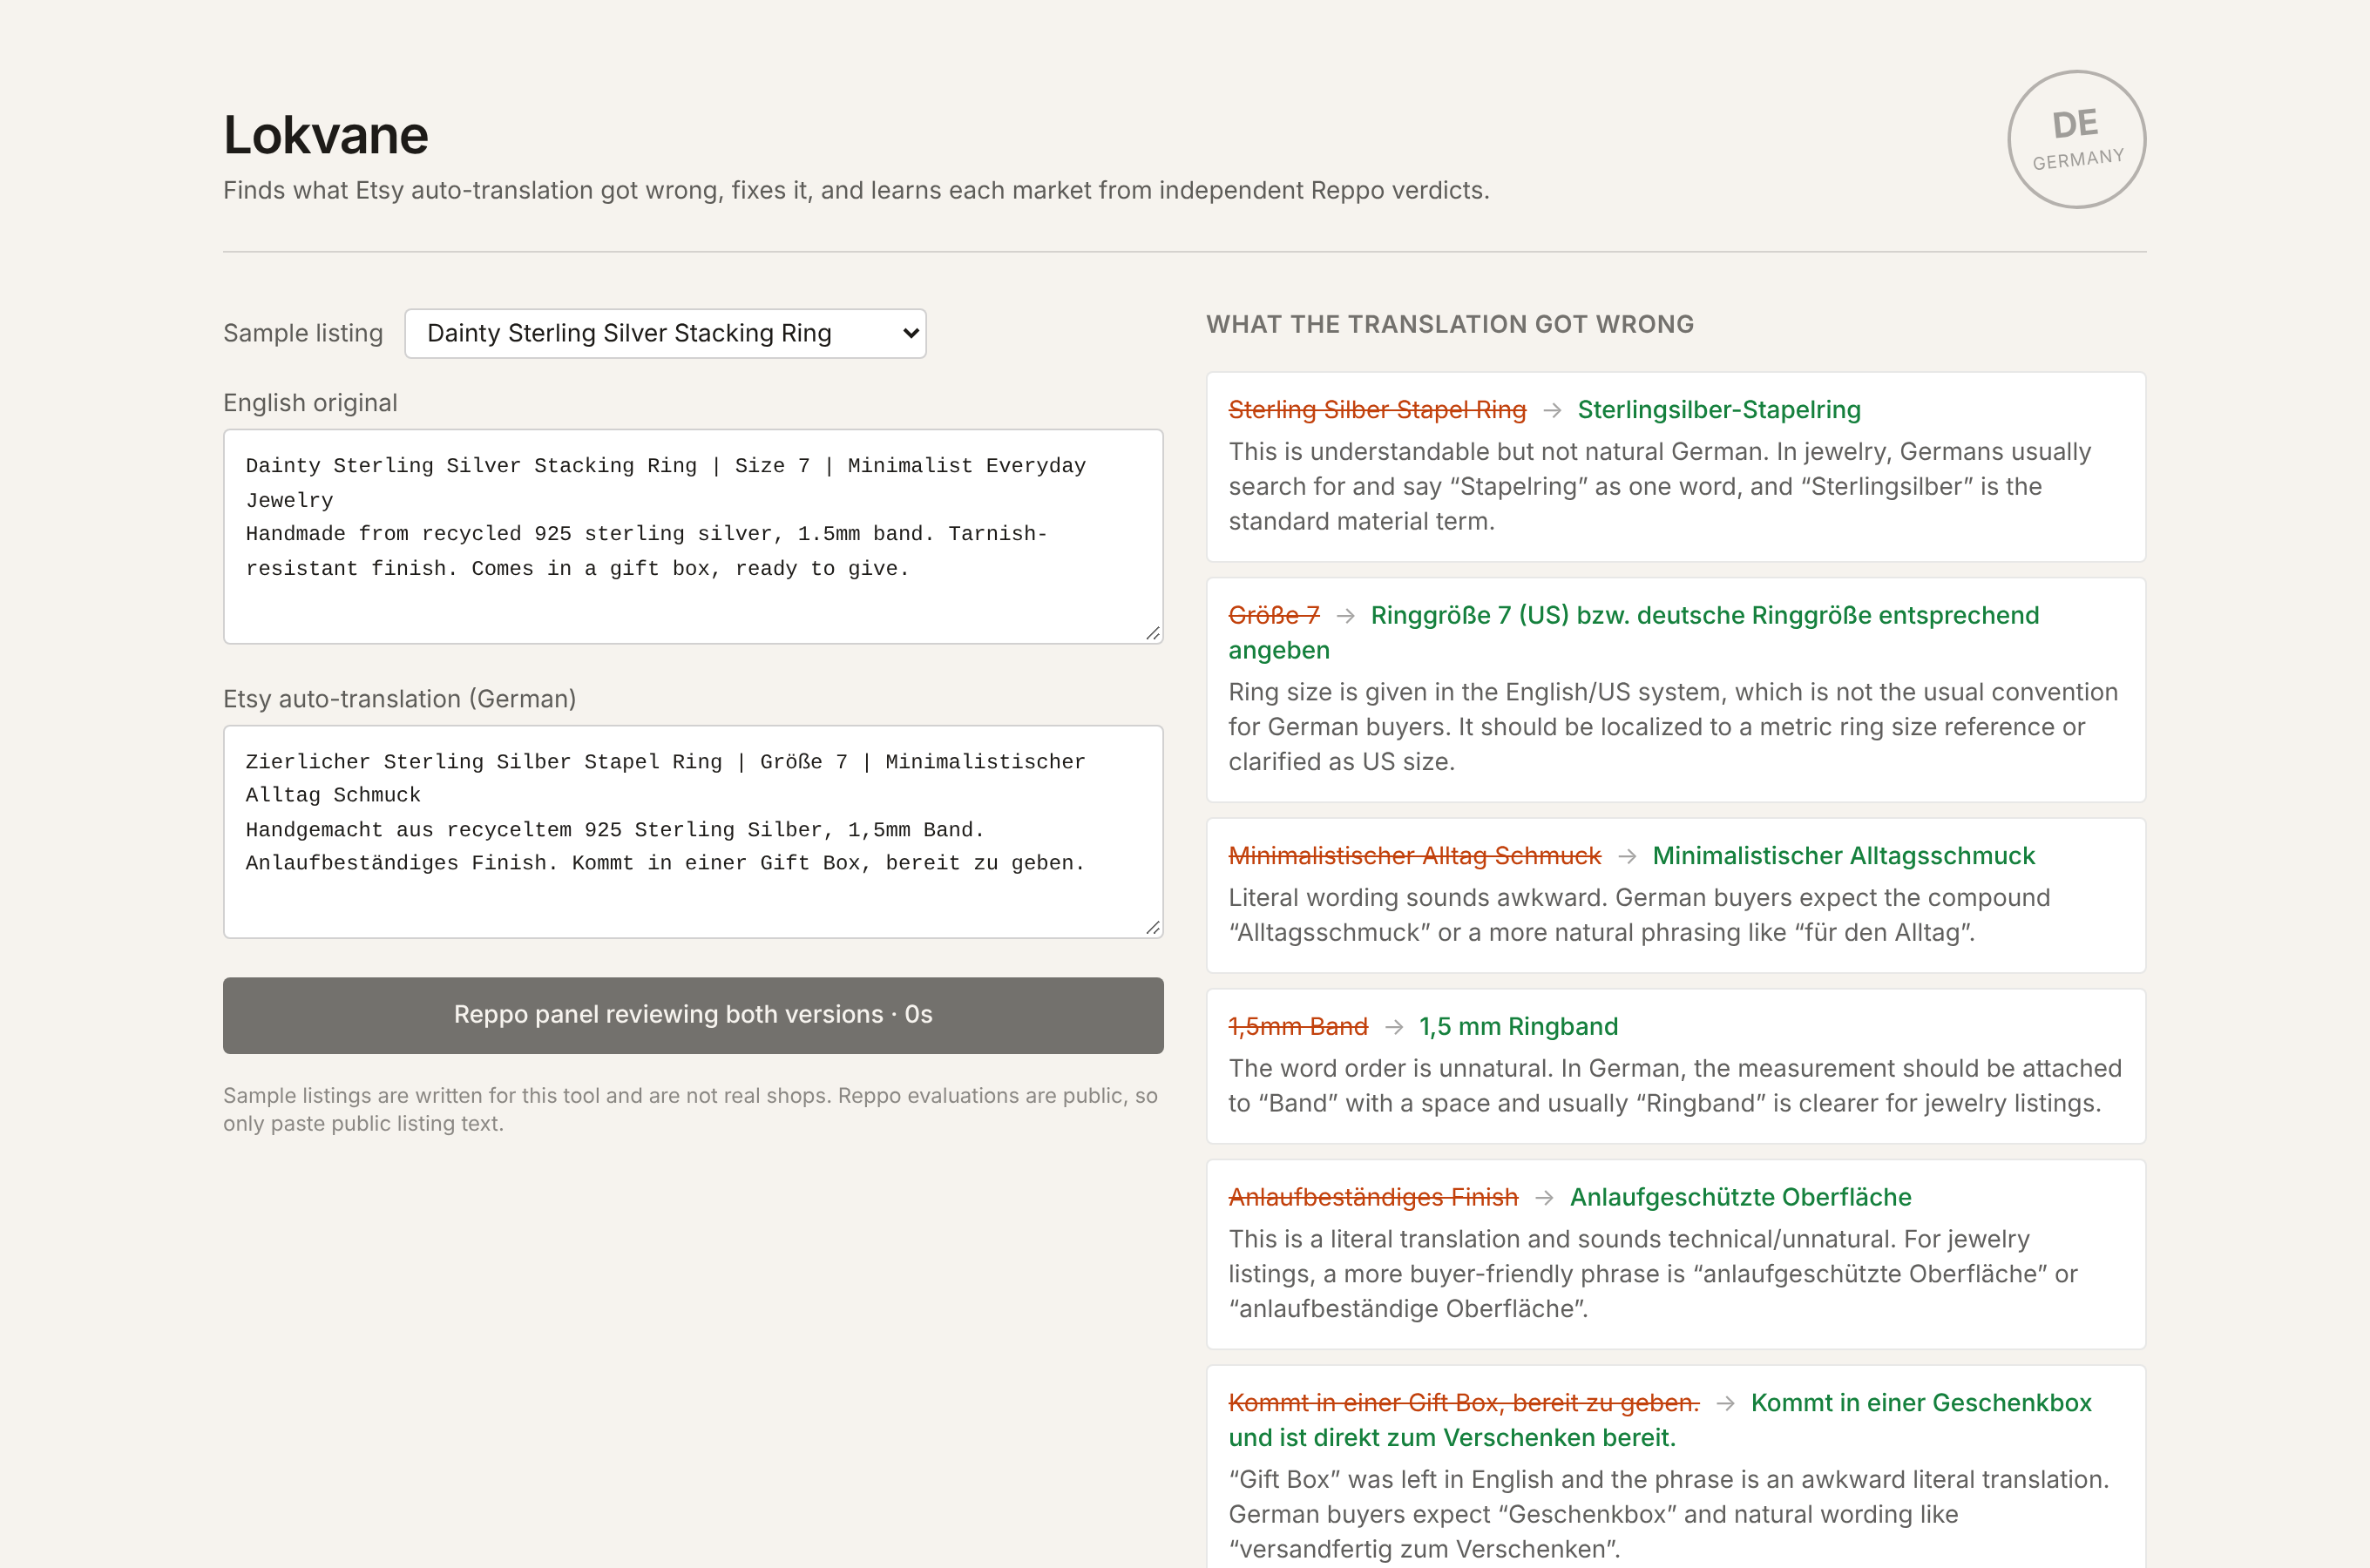 Lokvane
Finds what Etsy auto-translation got wrong, fixes it, and learns each market from independent Reppo verdicts.
DE
GERMANY
Sample listing
Dainty Sterling Silver Stacking Ring
English original
Dainty Sterling Silver Stacking Ring | Size 7 | Minimalist Everyday
Jewelry
Handmade from recycled 925 sterling silver, 1.5mm band. Tarnish-
resistant finish. Comes in a gift box, ready to give.
Etsy auto-translation (German)
Zierlicher Sterling Silber Stapel Ring | Größe 7 | Minimalistischer
Alltag Schmuck
Handgemacht aus recyceltem 925 Sterling Silber, 1,5mm Band.
Anlaufbeständiges Finish. Kommt in einer Gift Box, bereit zu geben.
Reppo panel reviewing both versions · 0s
Sample listings are written for this tool and are not real shops. Reppo evaluations are public, so
only paste public listing text.
WHAT THE TRANSLATION GOT WRONG
Sterling Silber Stapel Ring → Sterlingsilber-Stapelring
This is understandable but not natural German. In jewelry, Germans usually
search for and say “Stapelring” as one word, and “Sterlingsilber” is the
standard material term.
Größe 7 → Ringgröße 7 (US) bzw. deutsche Ringgröße entsprechend
angeben
Ring size is given in the English/US system, which is not the usual convention
for German buyers. It should be localized to a metric ring size reference or
clarified as US size.
Minimalistischer Alltag Schmuck → Minimalistischer Alltagsschmuck
Literal wording sounds awkward. German buyers expect the compound
“Alltagsschmuck” or a more natural phrasing like “für den Alltag”.
1,5mm Band → 1,5 mm Ringband
The word order is unnatural. In German, the measurement should be attached
to “Band” with a space and usually “Ringband” is clearer for jewelry listings.
Anlaufbeständiges Finish → Anlaufgeschützte Oberfläche
This is a literal translation and sounds technical/unnatural. For jewelry
listings, a more buyer-friendly phrase is “anlaufgeschützte Oberfläche” or
“anlaufbeständige Oberfläche”.
Kommt in einer Gift Box, bereit zu geben. → Kommt in einer Geschenkbox
und ist direkt zum Verschenken bereit.
“Gift Box” was left in English and the phrase is an awkward literal translation.
German buyers expect “Geschenkbox” and natural wording like
“versandfertig zum Verschenken”.